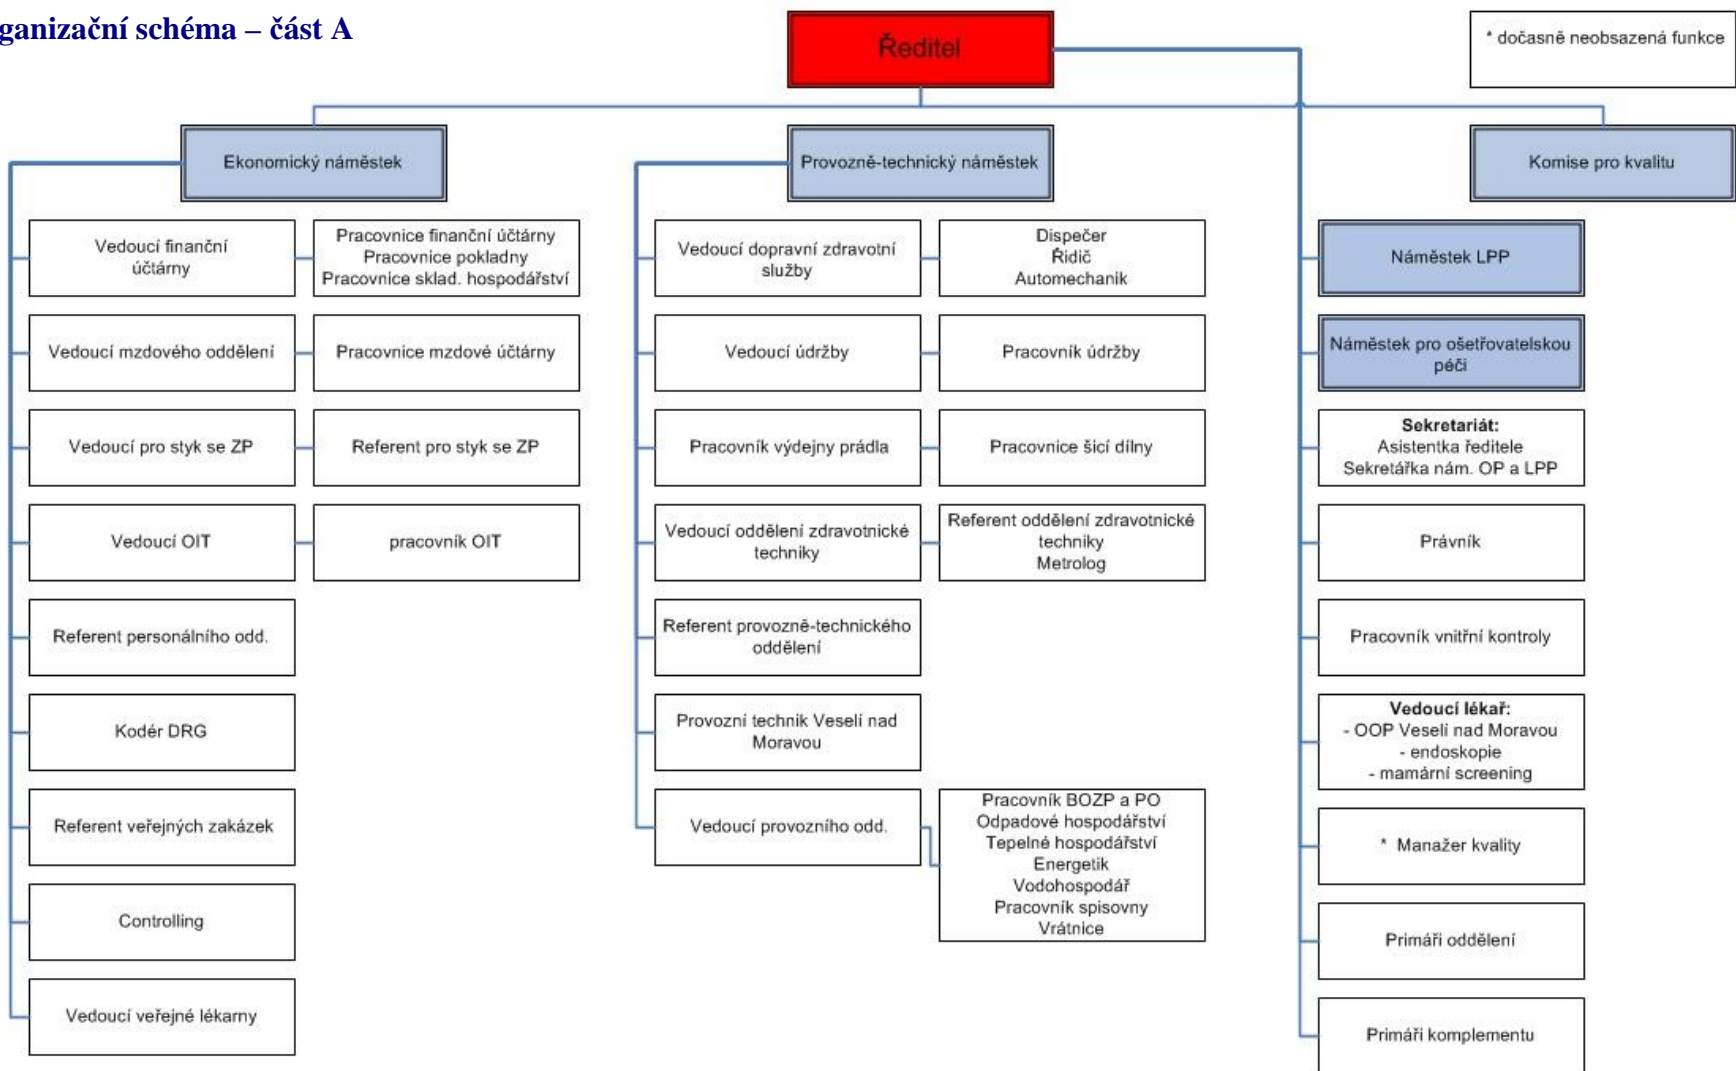 ganizační schéma – část A
Ředitel
* dočasně neobsazená funkce
Ekonomický náměstek
Provozně-technický náměstek
Komise pro kvalitu
Vedoucí finanční
účtárny
Pracovnice finanční účtárny
Pracovnice pokladny
Pracovnice sklad. hospodářství
Vedoucí mzdového oddělení
Pracovnice mzdové účtárny
Vedoucí pro styk se ZP
Referent pro styk se ZP
Vedoucí OIT
pracovník OIT
Referent personálního odd.
Kodér DRG
Referent veřejných zakázek
Controlling
Vedoucí veřejné lékarny
Vedoucí dopravní zdravotní
služby
Dispečer
Řidič
Automechanik
Vedoucí údržby
Pracovník údržby
Pracovník výdejny prádla
Pracovnice šicí dílny
Vedoucí oddělení zdravotnické
techniky
Referent oddělení zdravotnické
techniky
Metrolog
Referent provozně-technického
oddělení
Provozní technik Veselí nad
Moravou
Vedoucí provozního odd.
Pracovník BOZP a PO
Odpadové hospodářství
Tepelné hospodářství
Energetik
Vodohospodář
Pracovník spisovny
Vrátnice
Náměstek LPP
Náměstek pro ošetřovatelskou
péči
Sekretariát:
Asistentka ředitele
Sekretářka nám. OP a LPP
Právník
Pracovník vnitřní kontroly
Vedoucí lékař:
- OOP Veselí nad Moravou
- endoskopie
- mamární screening
* Manažer kvality
Primáři oddělení
Primáři komplementu